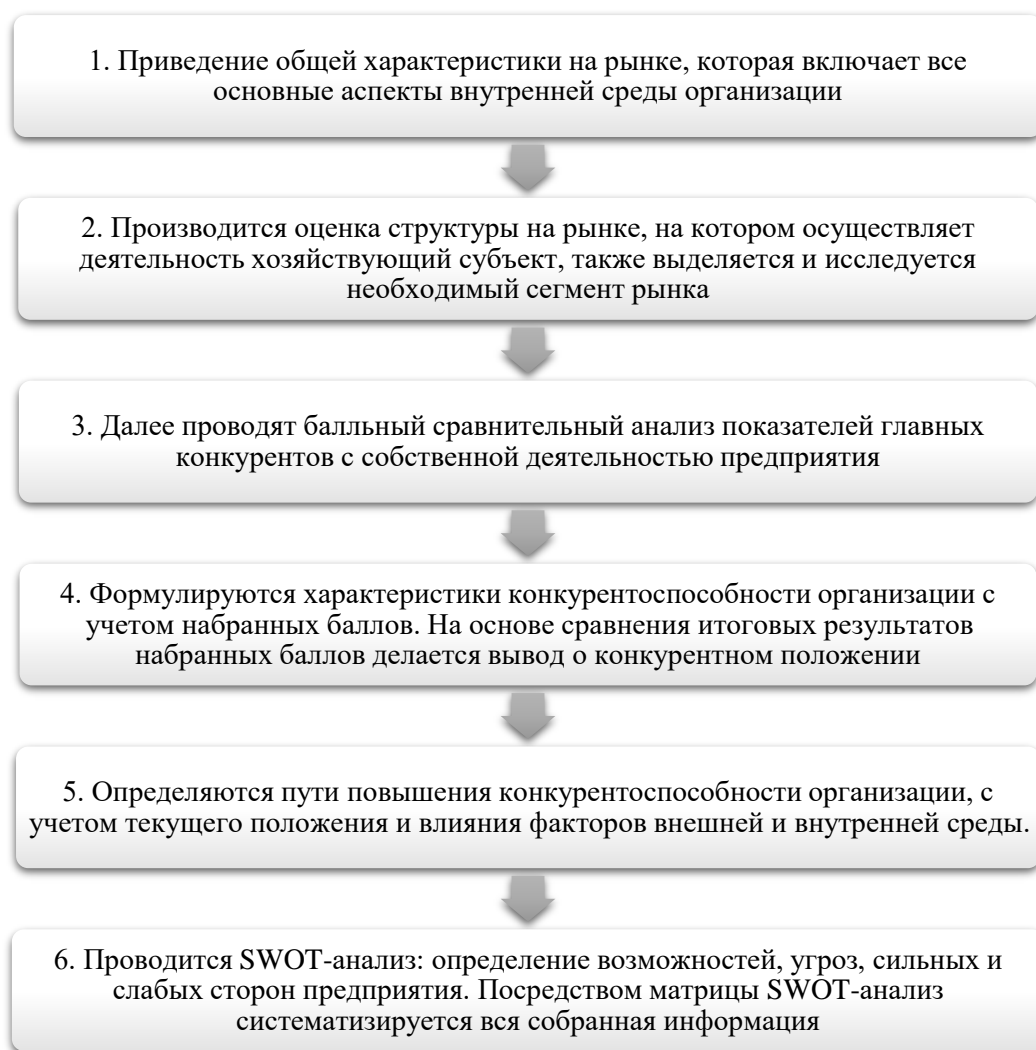 1. Приведение общей характеристики на рынке, которая включает все
основные аспекты внутренней среды организации
2. Производится оценка структуры на рынке, на котором осуществляет
деятельность хозяйствующий субъект, также выделяется и исследуется
необходимый сегмент рынка
3. Далее проводят балльный сравнительный анализ показателей главных
конкурентов с собственной деятельностью предприятия
4. Формулируются характеристики конкурентоспособности организации с
учетом набранных баллов. На основе сравнения итоговых результатов
набранных баллов делается вывод о конкурентном положении
5. Определяются пути повышения конкурентоспособности организации, с
учетом текущего положения и влияния факторов внешней и внутренней среды.
6. Проводится SWOT-анализ: определение возможностей, угроз, сильных и
слабых сторон предприятия. Посредством матрицы SWOT-анализ
систематизируется вся собранная информация